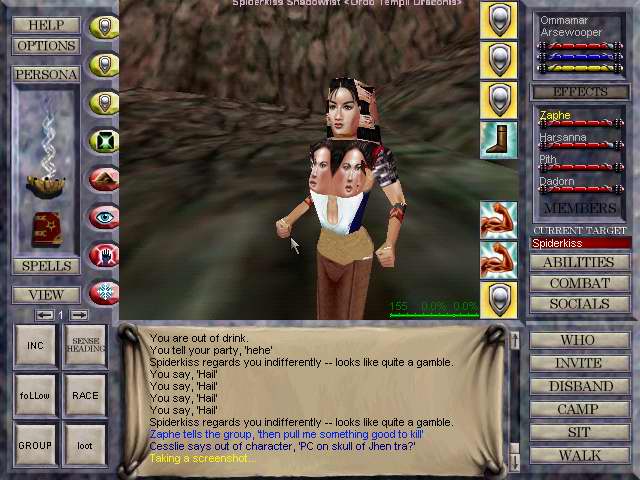 Spiderkiss Shadowfist <Ordo Templi Draconis>
HELP
OPTIONS
PERSONA
SPELLS
VIEW
1
INC
SENSE
HEADING
foLLow
RACE
GROUP
loot
155 0.0% 0.0%
You are out of drink.
You tell your party, 'hehe'
Spiderkiss regards you indifferently -- looks like quite a gamble.
You say, 'Hail'
You say, 'Hail'
You say, 'Hail'
You say, 'Hail'
Spiderkiss regards you indifferently -- looks like quite a gamble.
Zaphe tells the group, 'then pull me something good to kill'
Cesslie says out of character, 'PC on skull of Jhen tra?'
Taking a screenshot...
Ommamar
Arsewooper
EFFECTS
Zaphe
Harsanna
Pith
Dadorn
MEMBERS
CURRENT TARGET
Spiderkiss
ABILITIES
COMBAT
SOCIALS
WHO
INVITE
DISBAND
CAMP
SIT
WALK